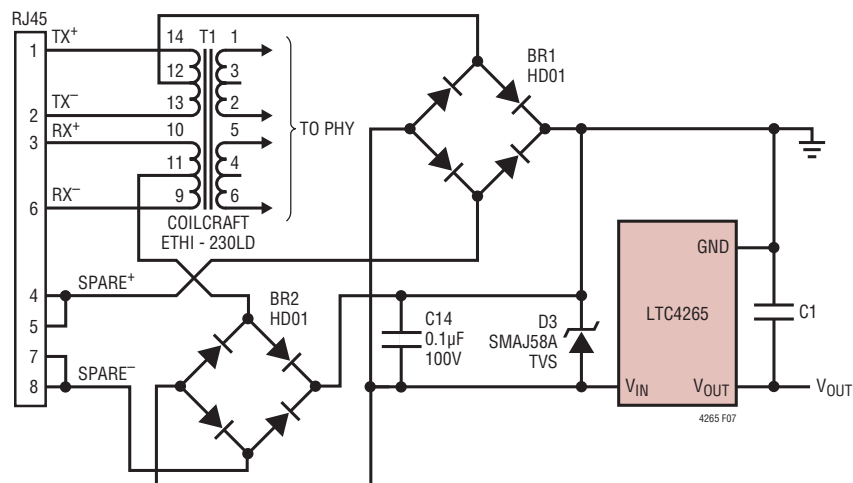 RJ45
1
TX+
2
TX−
3
RX+
6
RX−
4
SPARE+
5
7
8
SPARE−
14
T1
1
12
3
13
2
10
5
11
4
9
6
COILCRAFT
ETHI - 230LD
TO PHY
BR1
HD01
BR2
HD01
C14
0.1µF
100V
D3
SMAJ58A
TVS
GND
LTC4265
VIN
VOUT
C1
VOUT
4265 F07